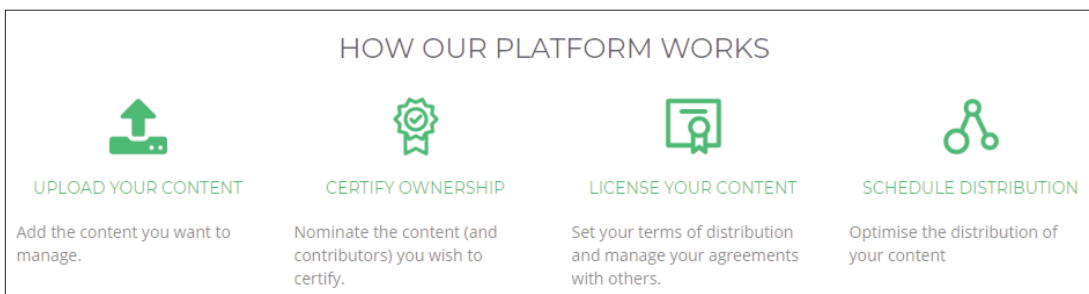 HOW OUR PLATFORM WORKS
UPLOAD YOUR CONTENT
Add the content you want to
manage.
CERTIFY OWNERSHIP
Nominate the content (and
contributors) you wish to
certify.
LICENSE YOUR CONTENT
Set your terms of distribution
and manage your agreements
with others.
SCHEDULE DISTRIBUTION
Optimise the distribution of
your content